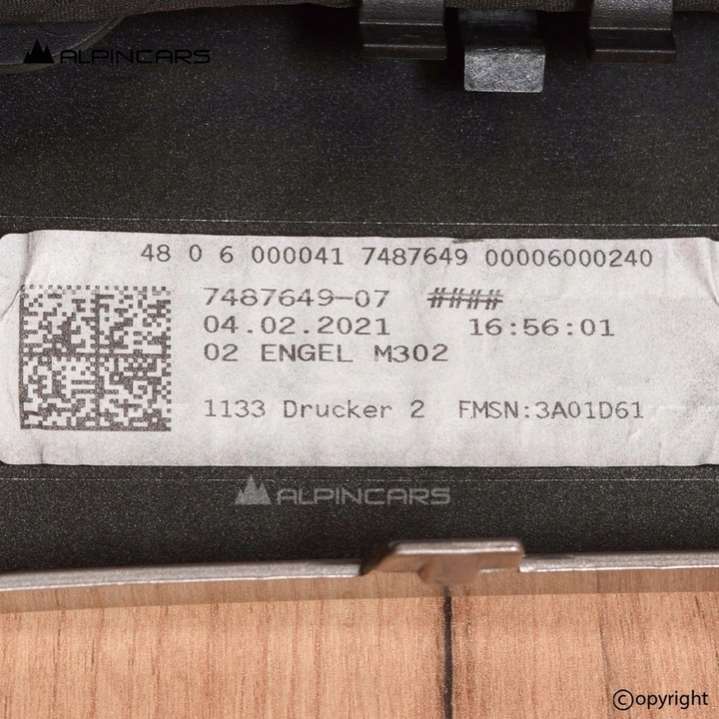 ALPINCARS
48 0 6 000041 7487649 00006000240
7487649-07 ####
04.02.2021 16:56:01
02 ENGEL M302
1133 Drucker 2 FMSN:3A01D61
ALPINCARS
©opyright